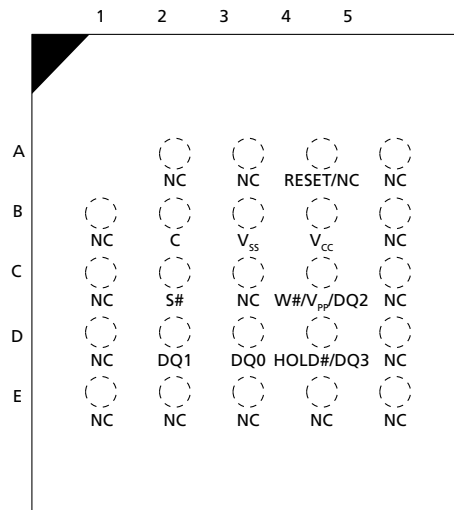 1 2 3 4 5
A
NC NC RESET/NC NC
B
NC C VSS VCC NC
C
NC S# NC W#/VPP/DQ2 NC
D
NC DQ1 DQ0 HOLD#/DQ3 NC
E
NC NC NC NC NC